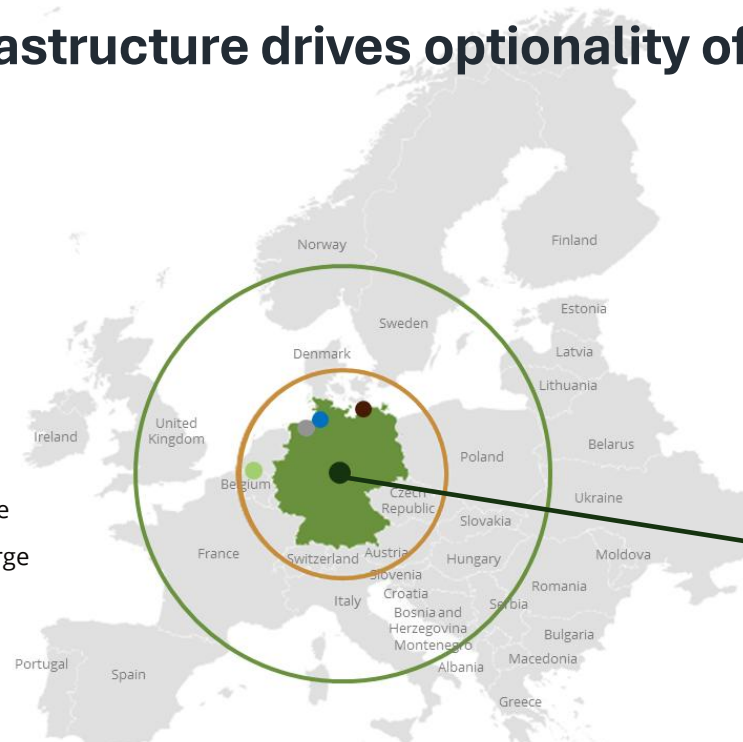 astructure drives optionality of
Norway
Finland
Sweden
Estonia
Latvia
Denmark
Lithuania
Ireland
United
Kingdom
Belarus
Poland
Belgium
Czech
Republic
Ukraine
e
Slovakia
rge
France
Switzerland
Austria
Hungary
Moldova
Slovenia
Romania
Croatia
Italy
Serbia
Bosnia and
Herzegovina
Bulgaria
Montenegro
Macedonia
Albania
Portugal
Spain
Greece